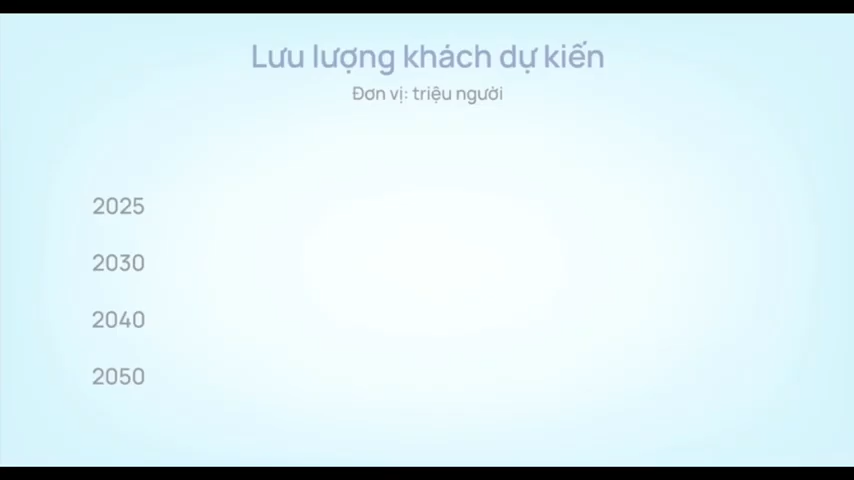 Lưu lượng khách dự kiến
Đơn vị: triệu người
2025
2030
2040
2050